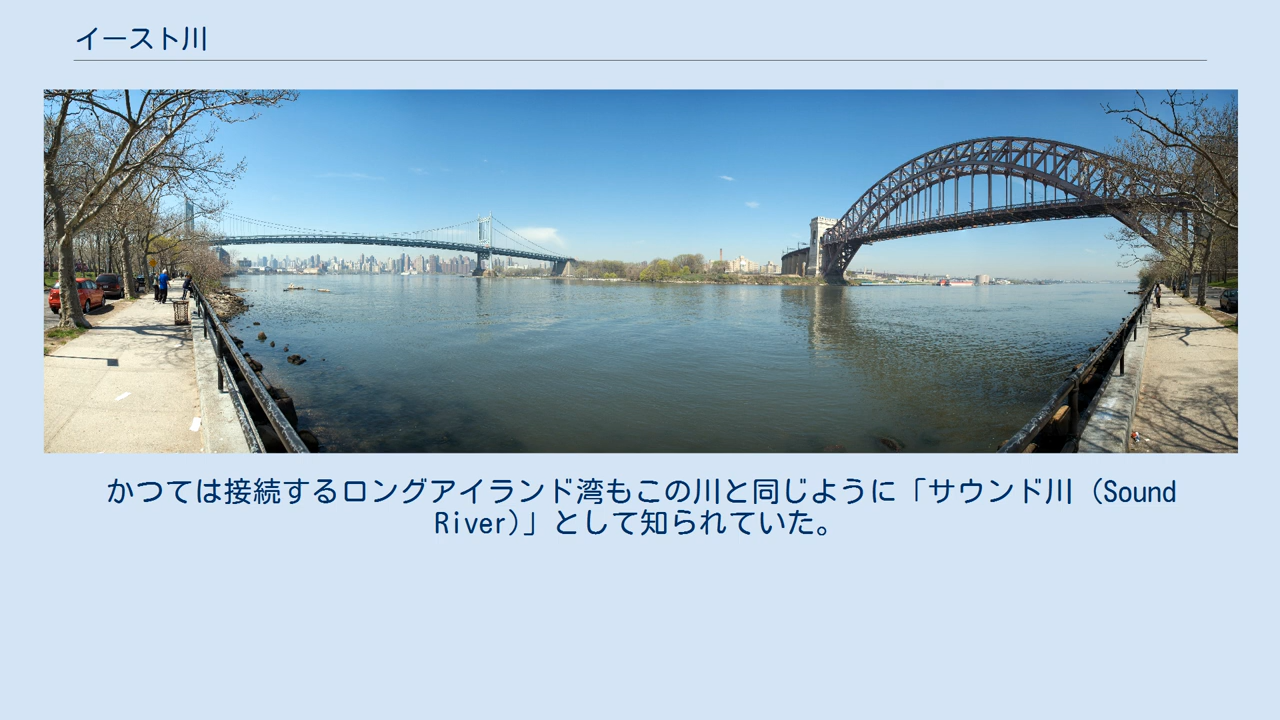 イースト川
かつては接続するロングアイランド湾もこの川と同じように「サウンド川（Sound
River)」として知られていた。